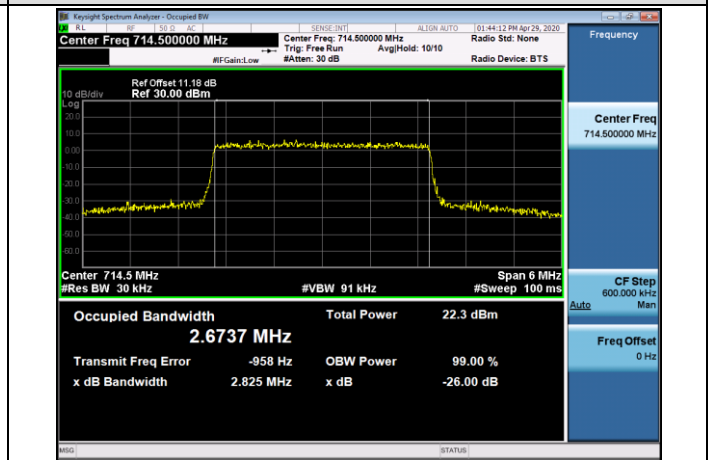 Keysight Spectrum Analyzer - Occupied BW
RL RF 50 Ω AC SENSE:INT ALIGN AUTO 01:44:12 PM Apr 29, 2020
Center Freq 714.500000 MHz Center Freq: 714.500000 MHz Radio Std: None
Trig: Free Run Avg|Hold: 10/10
#IFGain:Low #Atten: 30 dB Radio Device: BTS
Frequency
Ref Offset 11.18 dB
10 dB/div Ref 30.00 dBm
Log
20.0
10.0
0.00
-10.0
-20.0
-30.0
-40.0
-50.0
-60.0
Center 714.5 MHz Span 6 MHz
#Res BW 30 kHz #VBW 91 kHz #Sweep 100 ms
Occupied Bandwidth Total Power 22.3 dBm
2.6737 MHz
Transmit Freq Error -958 Hz OBW Power 99.00 %
x dB Bandwidth 2.825 MHz x dB -26.00 dB
Center Freq
714.500000 MHz
CF Step
600.000 kHz
Auto Man
Freq Offset
0 Hz
MSG STATUS